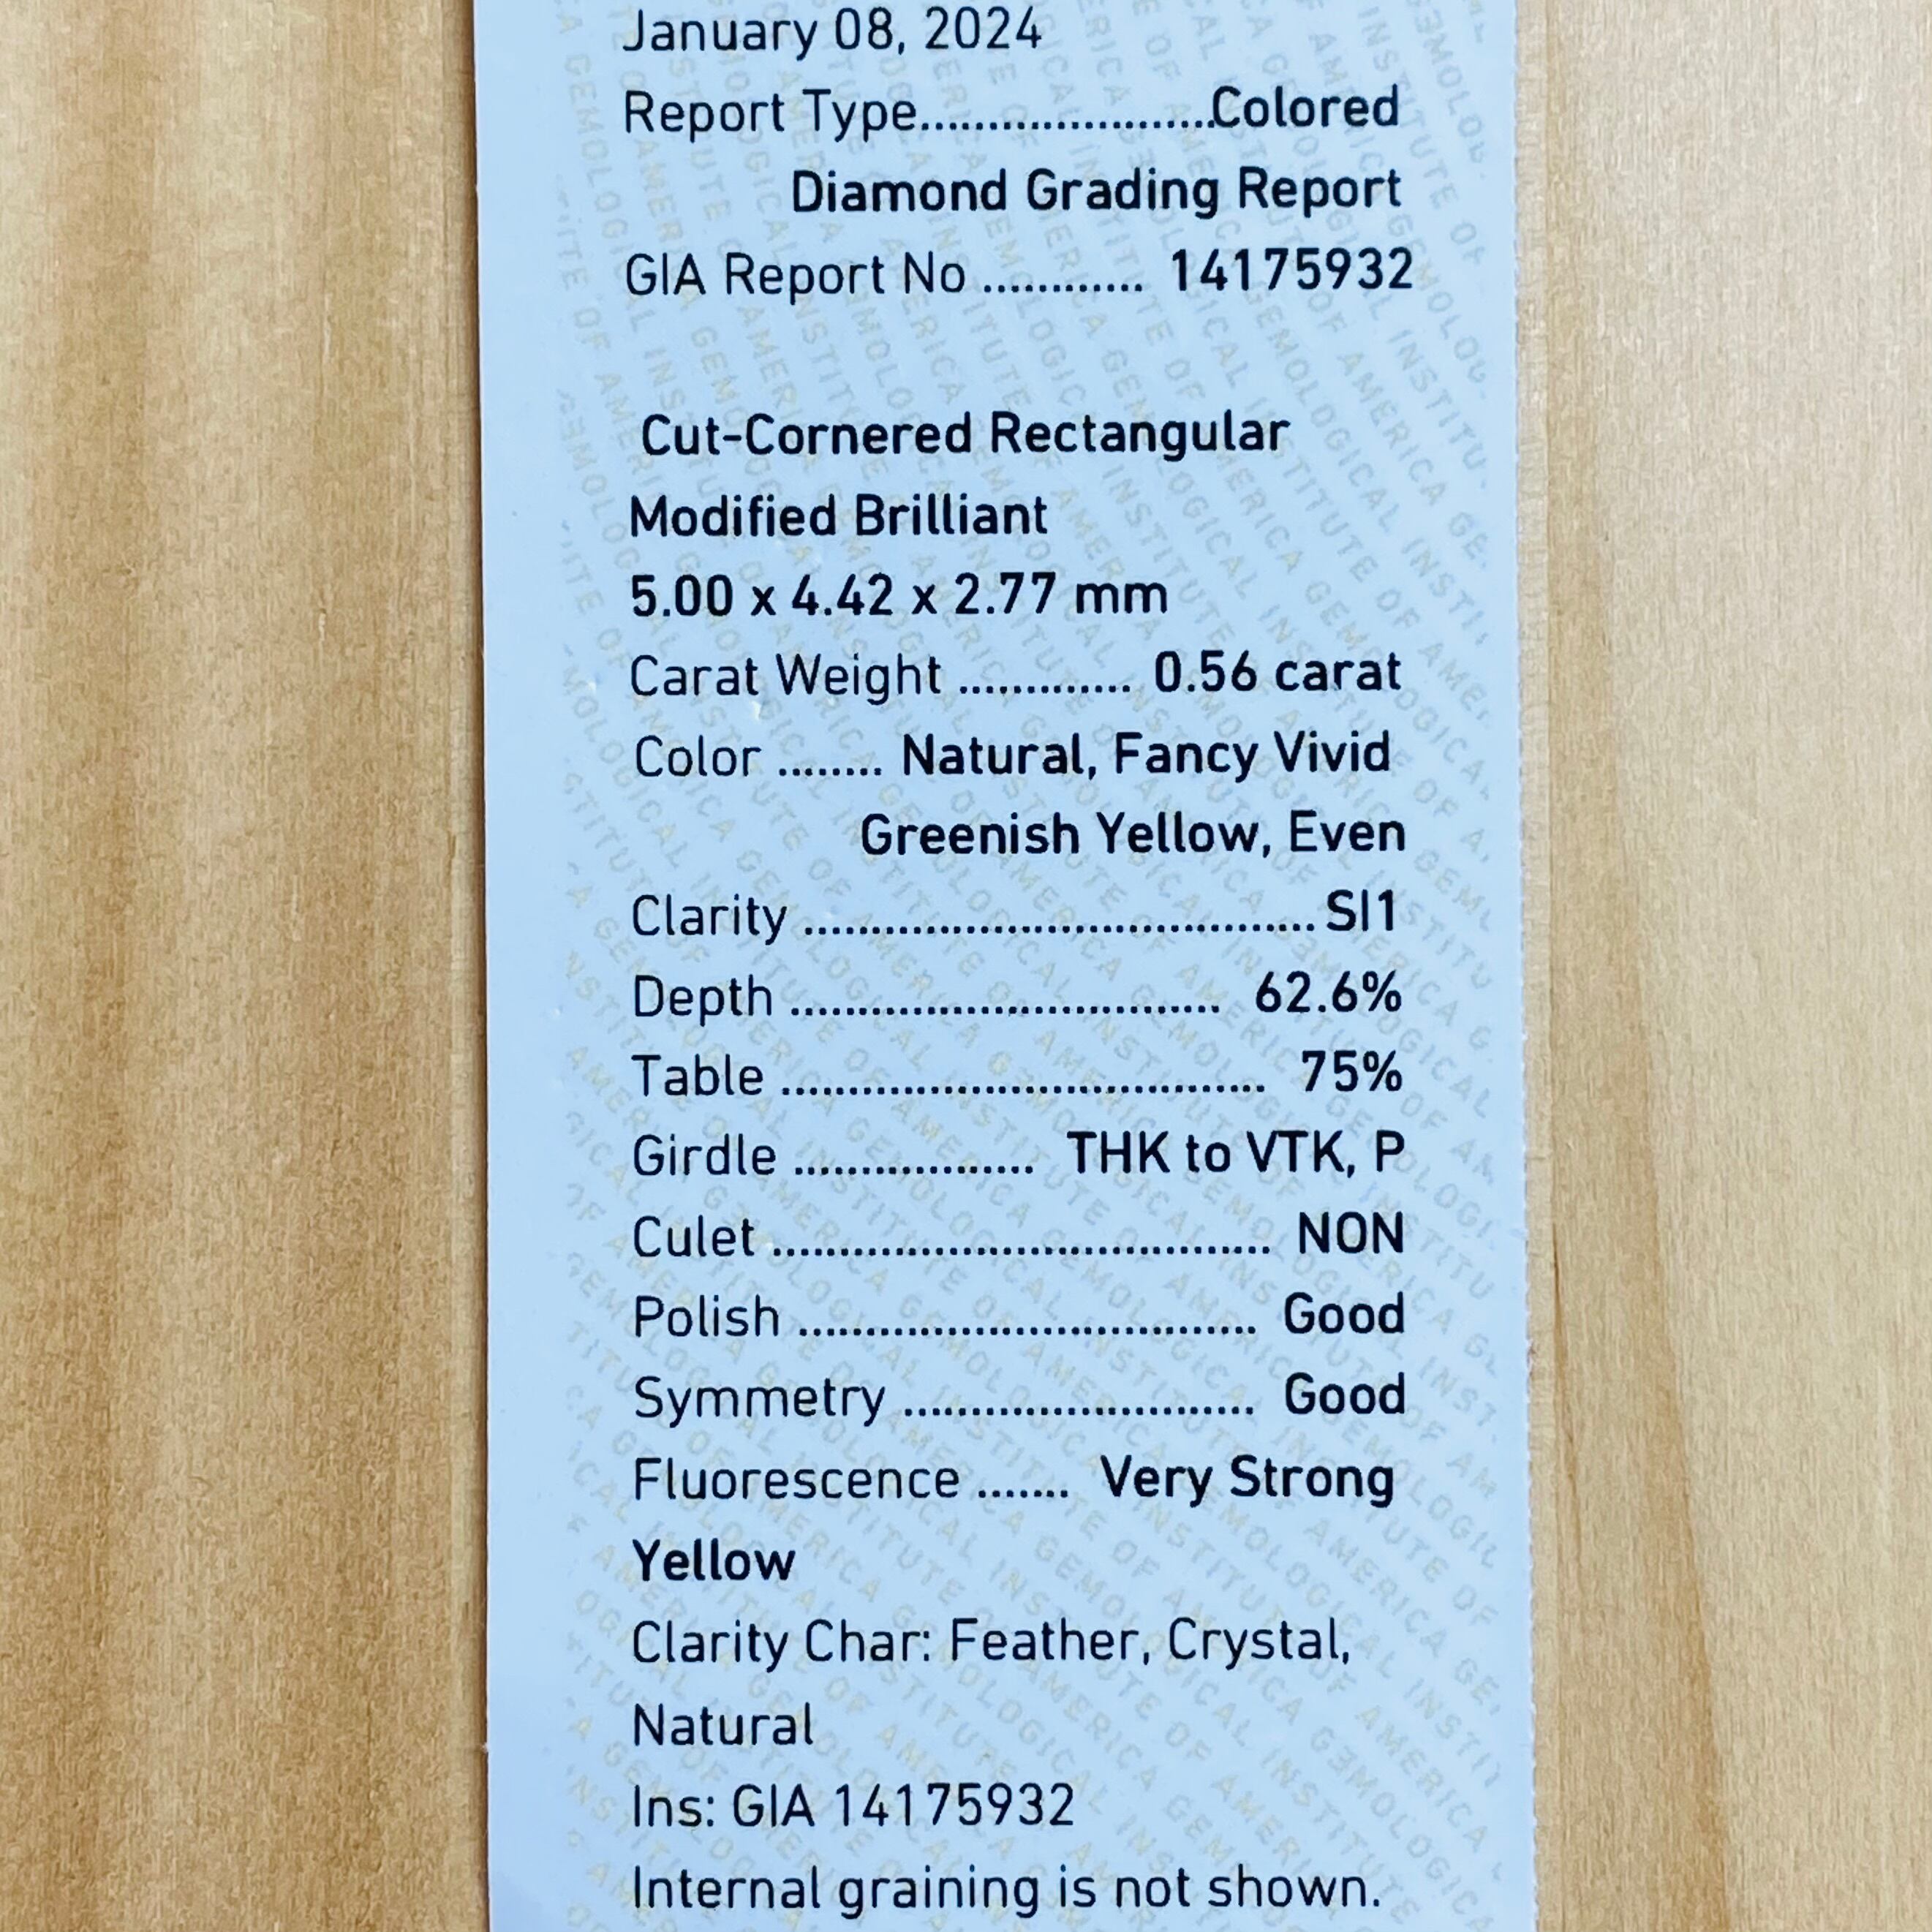 January 08, 2024
Report Type......................Colored
Diamond Grading Report
GIA Report No ............ 14175932
Cut-Cornered Rectangular
Modified Brilliant
5.00 x 4.42 x 2.77 mm
Carat Weight ............. 0.56 carat
Color ........ Natural, Fancy Vivid
Greenish Yellow, Even
Clarity ...................................... SI1
Depth ................................ 62.6%
Table .................................... 75%
Girdle .................. THK to VTK, P
Culet ..................................... NON
Polish .................................. Good
Symmetry .......................... Good
Fluorescence ....... Very Strong
Yellow
Clarity Char: Feather, Crystal,
Natural
Ins: GIA 14175932
Internal graining is not shown.